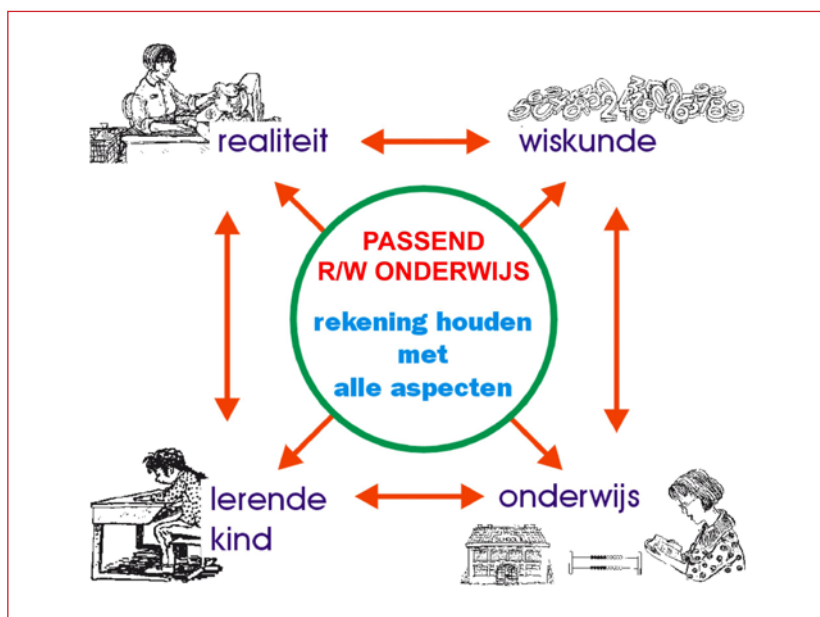 realiteit
wiskunde
PASSEND
R/W ONDERWIJS
rekening houden
met
alle aspecten
lerende
kind
onderwijs